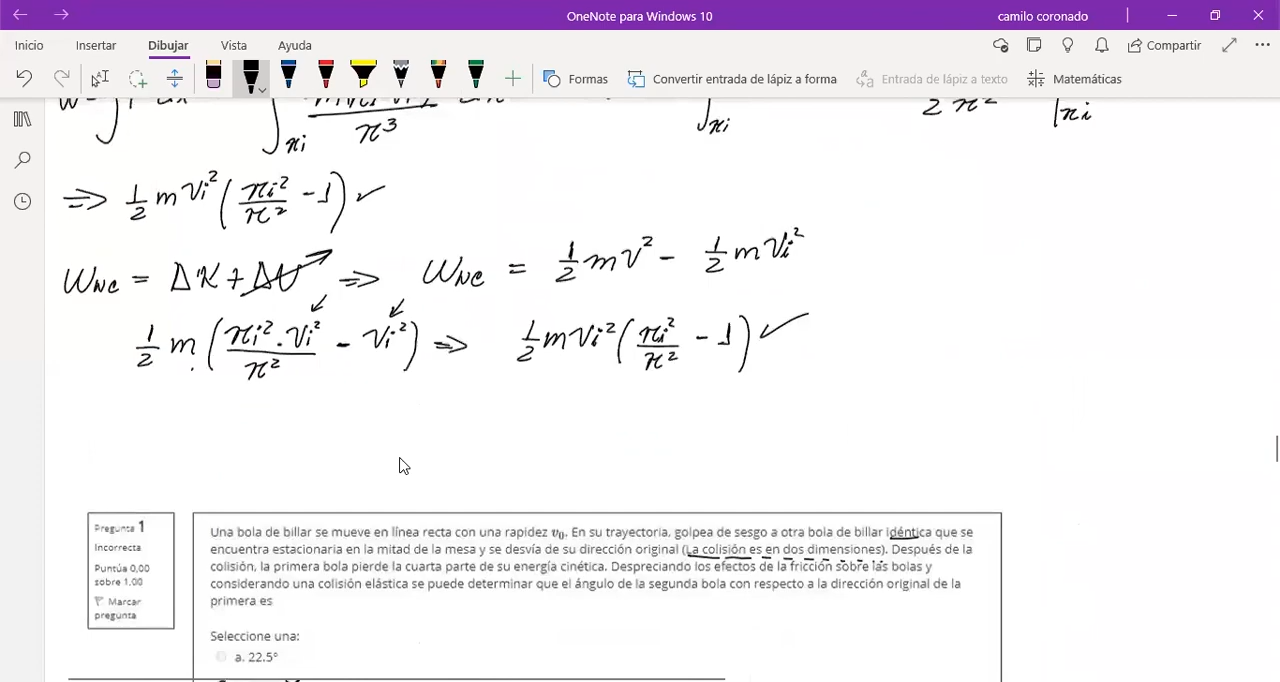 OneNote para Windows 10
camilo coronado
Inicio Insertar Dibujar Vista Ayuda
Compartir
Formas Convertir entrada de lápiz a forma Entrada de lápiz a texto Matemáticas
∫xi x³ ∫xi 2 x² |xi
⇒ 1/2 m Vi² (xi²/x² - 1) ✓
WNC = ΔK + ΔU ⇒ WNC = 1/2 mv² - 1/2 m Vi²
1/2 m (xi² · Vi²/x² - Vi²) ⇒ 1/2 m Vi² (xi²/x² - 1) ✓
Pregunta 1
Incorrecta
Puntúa 0,00
sobre 1,00
Marcar
pregunta
Una bola de billar se mueve en línea recta con una rapidez v₀. En su trayectoria, golpea de sesgo a otra bola de billar idéntica que se
encuentra estacionaria en la mitad de la mesa y se desvía de su dirección original (La colisión es en dos dimensiones). Después de la
colisión, la primera bola pierde la cuarta parte de su energía cinética. Despreciando los efectos de la fricción sobre las bolas y
considerando una colisión elástica se puede determinar que el ángulo de la segunda bola con respecto a la dirección original de la
primera es
Seleccione una:
a. 22.5°